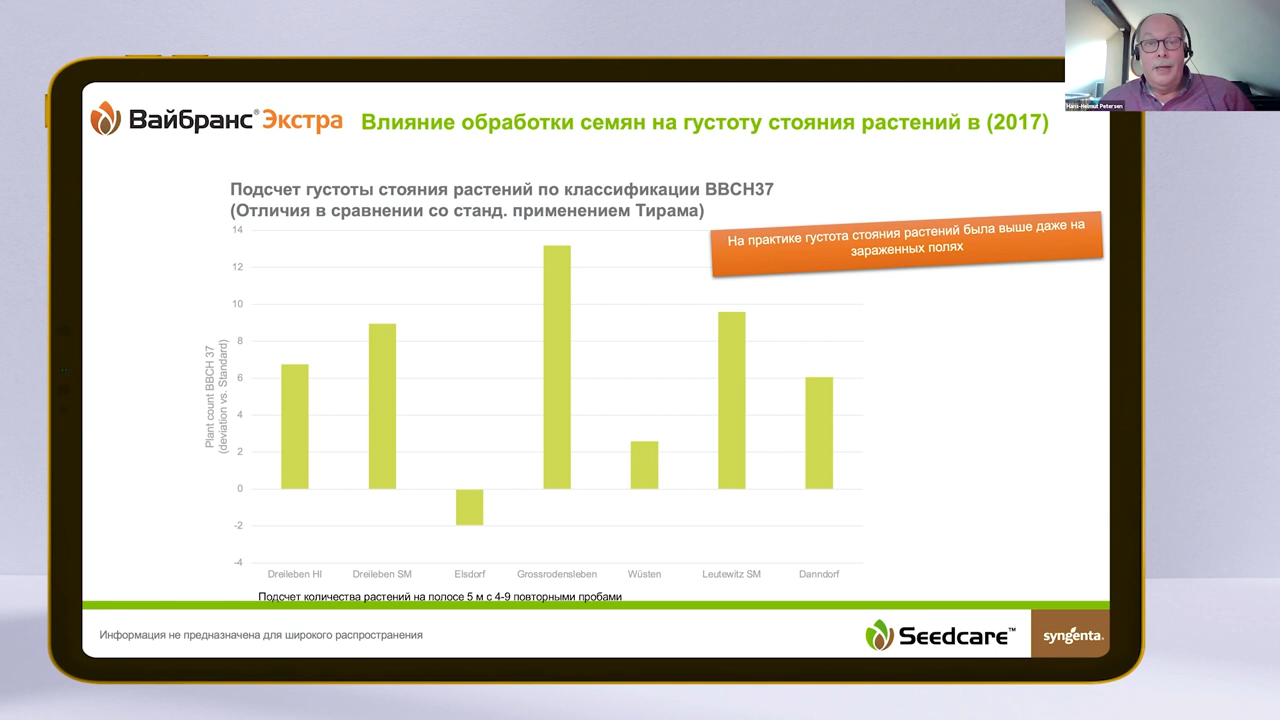 Hans-Helmut Petersen
Вайбранс® Экстра
Влияние обработки семян на густоту стояния растений в (2017)
Подсчет густоты стояния растений по классификации BBCH37
(Отличия в сравнении со станд. применением Тирама)
На практике густота стояния растений была выше даже на
зараженных полях
14
12
10
8
6
4
2
0
-2
-4
Plant count BBCH 37
(deviation vs. Standard)
Dreileben HI
Dreileben SM
Elsdorf
Grossrodensleben
Wüsten
Leutewitz SM
Danndorf
Подсчет количества растений на полосе 5 м с 4-9 повторными пробами
Информация не предназначена для широкого распространения
Seedcare™
syngenta.